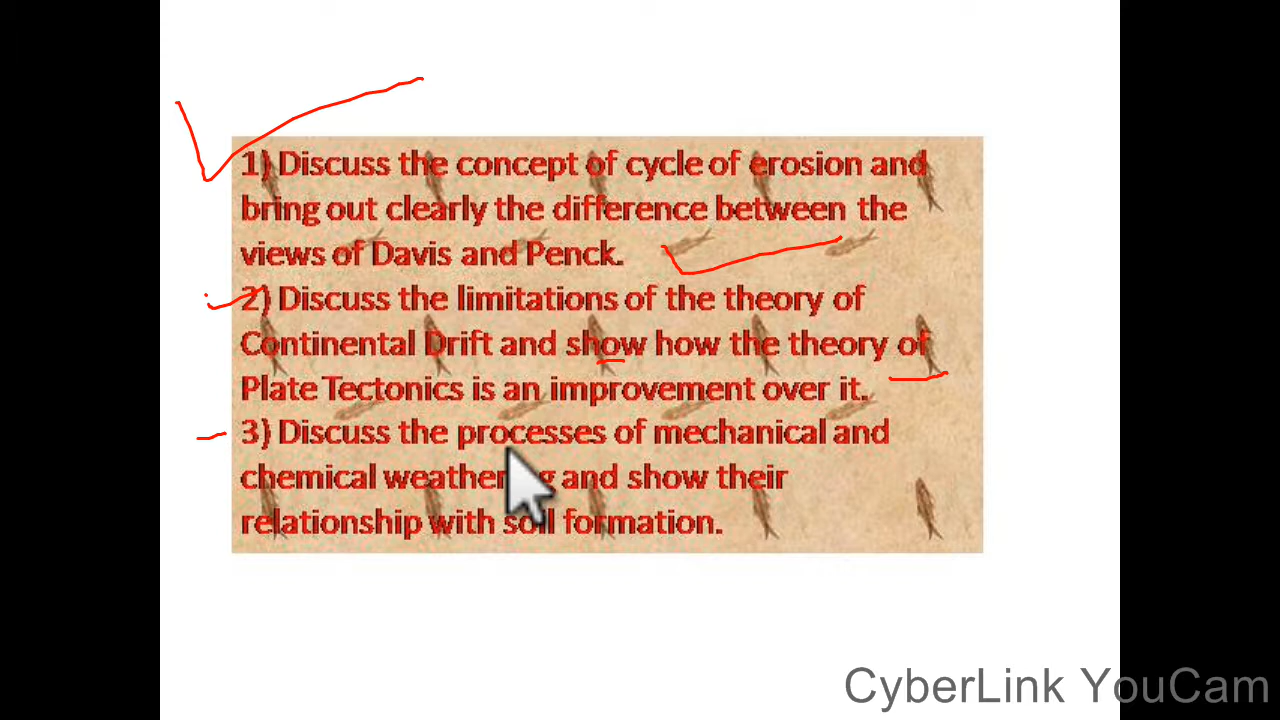 1) Discuss the concept of cycle of erosion and
bring out clearly the difference between the
views of Davis and Penck.
2) Discuss the limitations of the theory of
Continental Drift and show how the theory of
Plate Tectonics is an improvement over it.
3) Discuss the processes of mechanical and
chemical weathering and show their
relationship with soil formation.
CyberLink YouCam